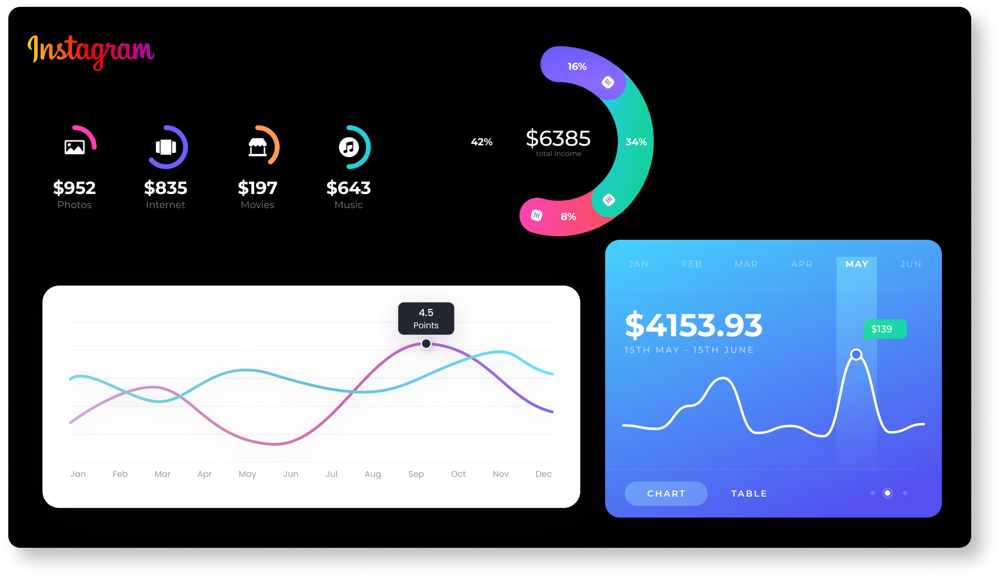 Instagram
$952
Photos
$835
Internet
$197
Movies
$643
Music
16%
42%
$6385
total income
34%
8%
4.5
Points
Jan Feb Mar Apr May Jun Jul Aug Sep Oct Nov Dec
JAN FEB MAR APR MAY JUN
$4153.93
15TH MAY - 15TH JUNE
$139
CHART TABLE